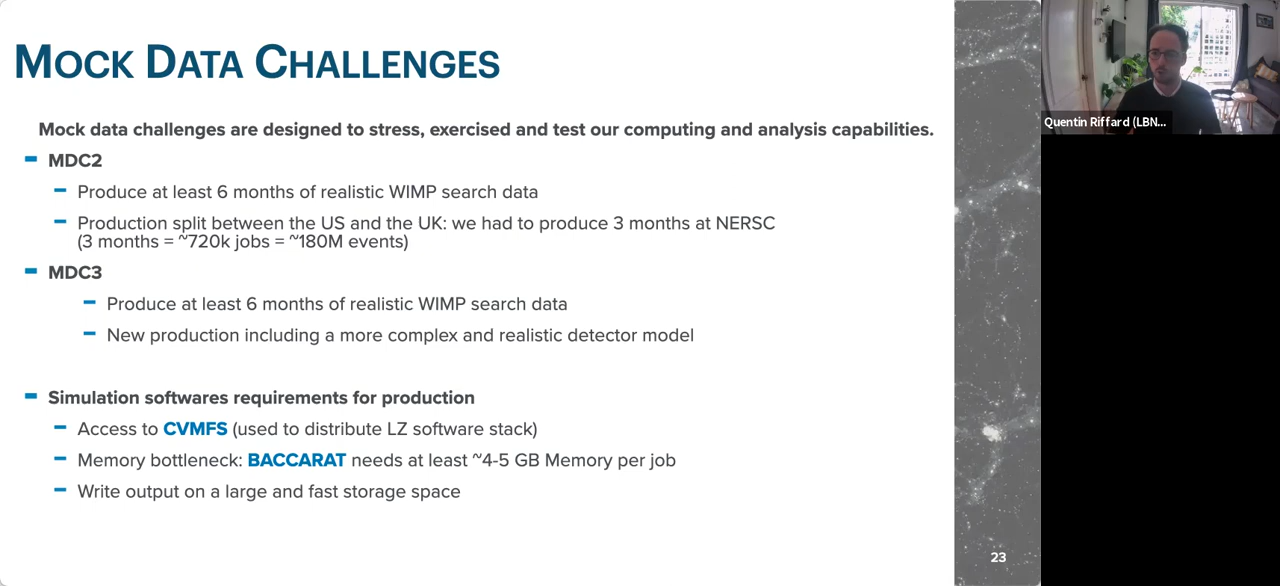 MOCK DATA CHALLENGES
Mock data challenges are designed to stress, exercised and test our computing and analysis capabilities.
MDC2
Produce at least 6 months of realistic WIMP search data
Production split between the US and the UK: we had to produce 3 months at NERSC
(3 months = ~720k jobs = ~180M events)
MDC3
Produce at least 6 months of realistic WIMP search data
New production including a more complex and realistic detector model
Simulation softwares requirements for production
Access to CVMFS (used to distribute LZ software stack)
Memory bottleneck: BACCARAT needs at least ~4-5 GB Memory per job
Write output on a large and fast storage space
23
Quentin Riffard (LBN...